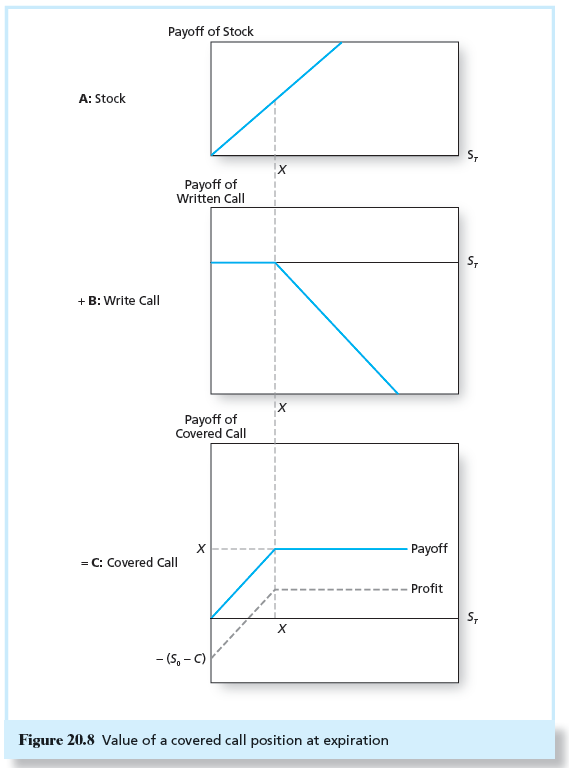 Payoff of Stock
A: Stock
S_T
X
Payoff of
Written Call
S_T
+ B: Write Call
X
Payoff of
Covered Call
X
Payoff
= C: Covered Call
Profit
S_T
X
– (S₀ – C)
Figure 20.8 Value of a covered call position at expiration